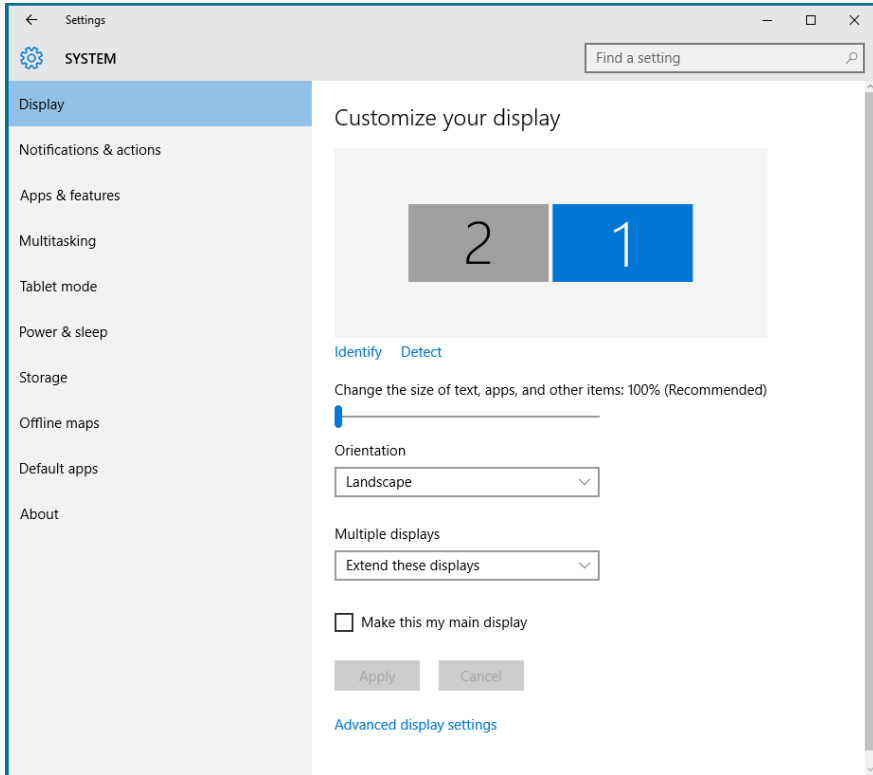 Settings
SYSTEM
Find a setting
Display
Notifications & actions
Apps & features
Multitasking
Tablet mode
Power & sleep
Storage
Offline maps
Default apps
About
Customize your display
2 1
Identify Detect
Change the size of text, apps, and other items: 100% (Recommended)
Orientation
Landscape
Multiple displays
Extend these displays
Make this my main display
Apply Cancel
Advanced display settings